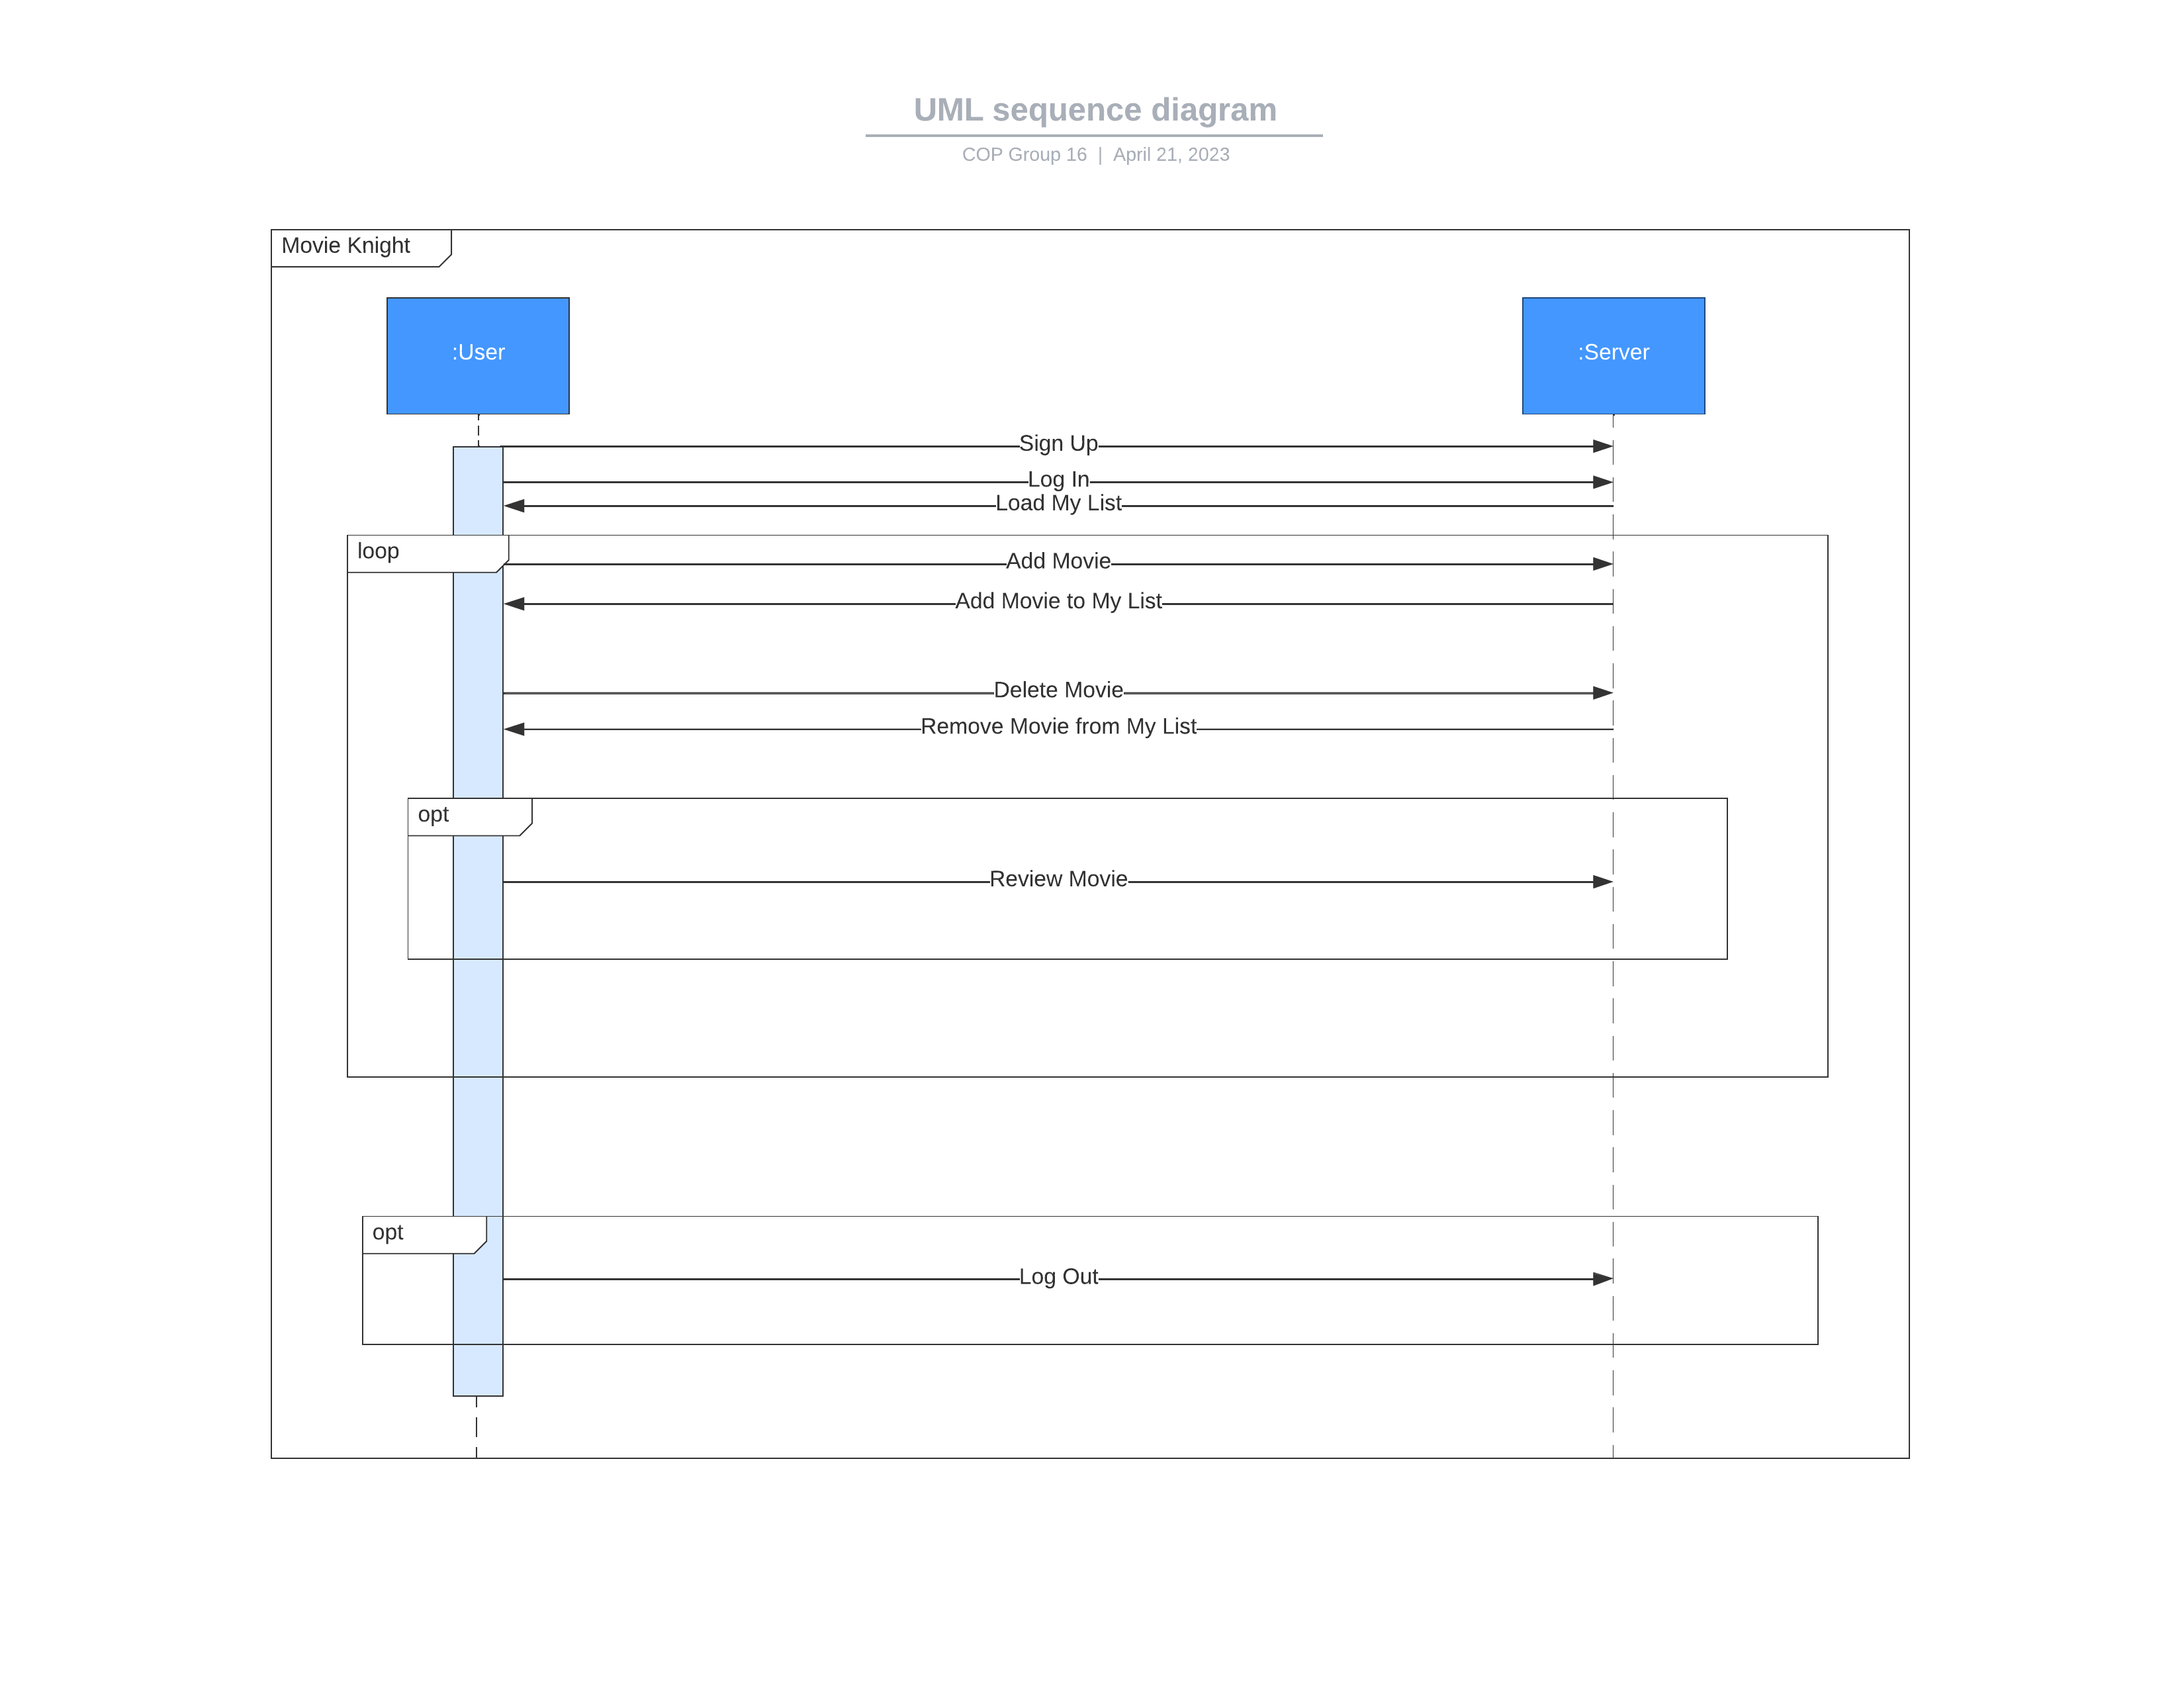 UML sequence diagram
COP Group 16 | April 21, 2023
Movie Knight
:User
:Server
Sign Up
Log In
Load My List
loop
Add Movie
Add Movie to My List
Delete Movie
Remove Movie from My List
opt
Review Movie
opt
Log Out